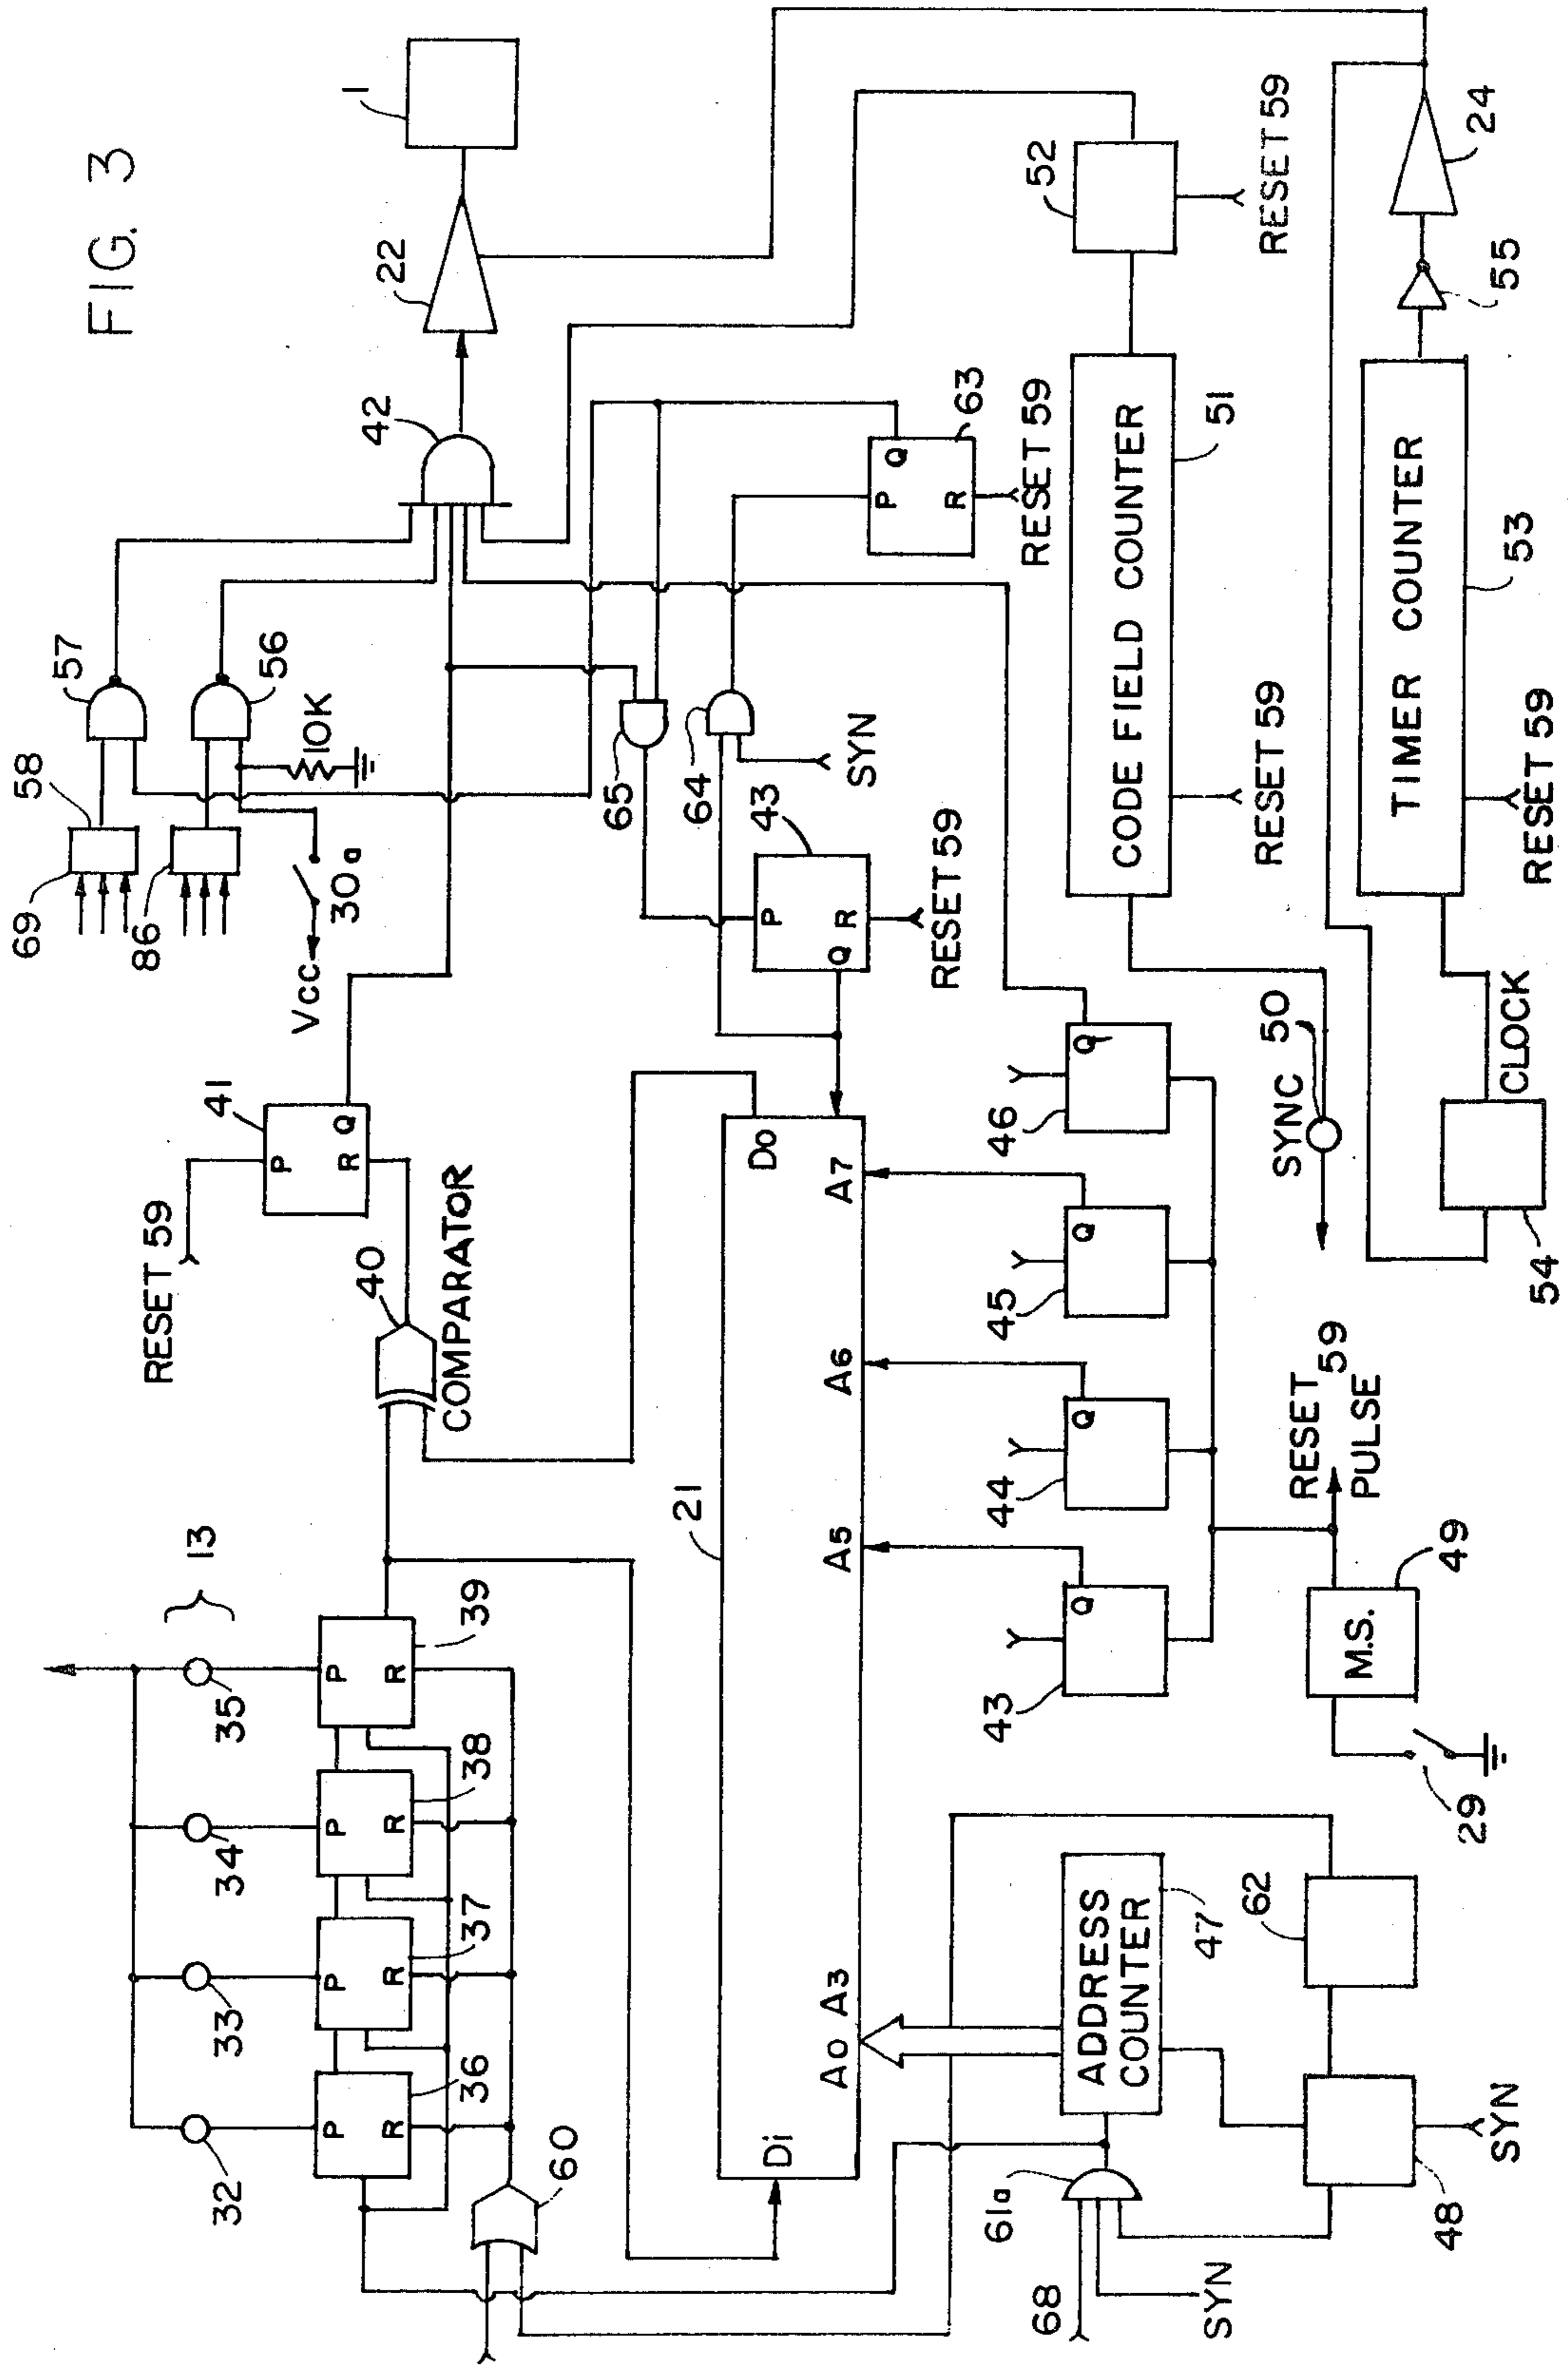 FIG. 3
13
32
33
34
35
P
R
36
P
R
37
P
R
38
P
R
39
60
RESET 59
41
P
R
Q
40
COMPARATOR
69
58
57
86
56
10K
Vcc
30a
42
22
1
21
Di
Do
A0 A3
A5
A6
A7
65
64
SYN
43
P
Q
R
RESET 59
63
P
Q
R
RESET 59
43
Q
44
Q
45
Q
46
Q
61a
68
SYN
ADDRESS
COUNTER
47
62
48
SYN
29
M.S.
49
RESET 59
PULSE
SYNC 50
CODE FIELD COUNTER
51
RESET 59
52
RESET 59
54
CLOCK
TIMER COUNTER
53
RESET 59
55
24